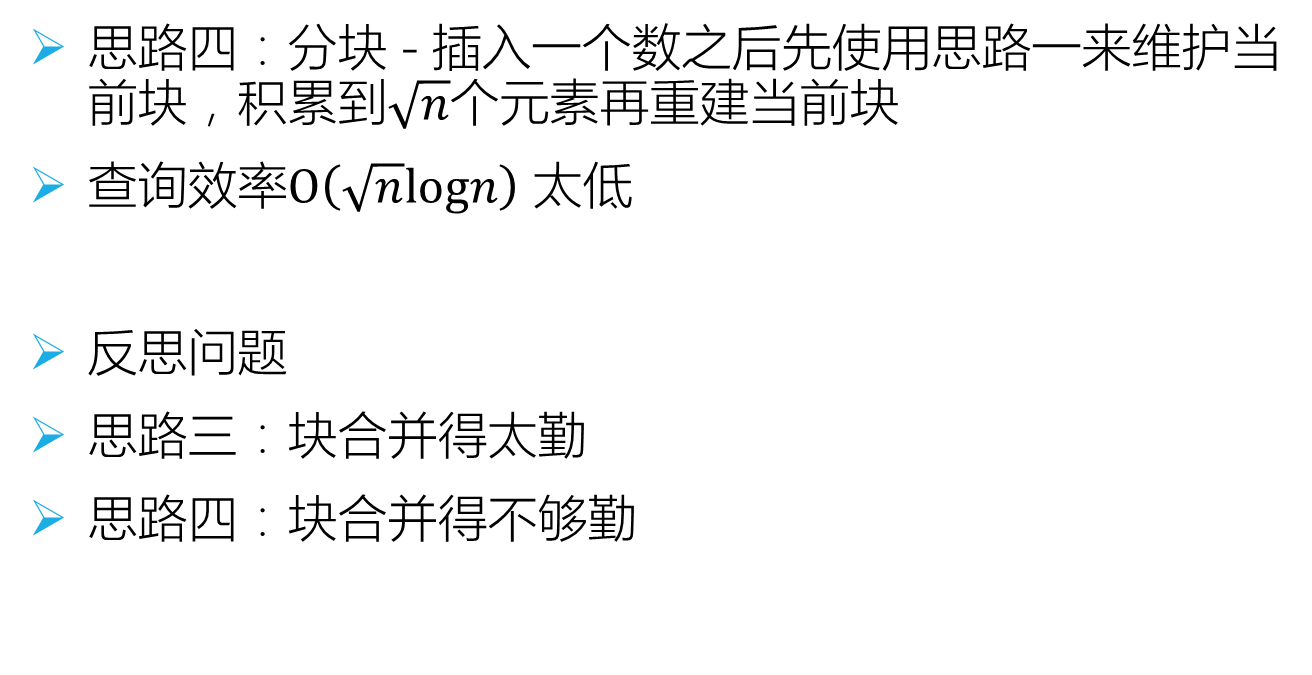 思路四：分块 - 插入一个数之后先使用思路一来维护当
前块，积累到√n个元素再重建当前块
查询效率O(√nlogn) 太低
反思问题
思路三：块合并得太勤
思路四：块合并得不够勤